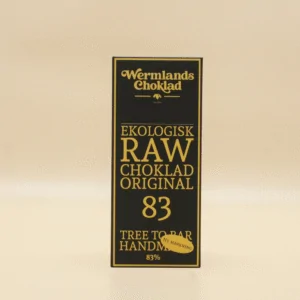 Wermlands
Choklad
EKOLOGISK
RAW
CHOKLAD
ORIGINAL
83
TREE TO BAR
HANDM
83%